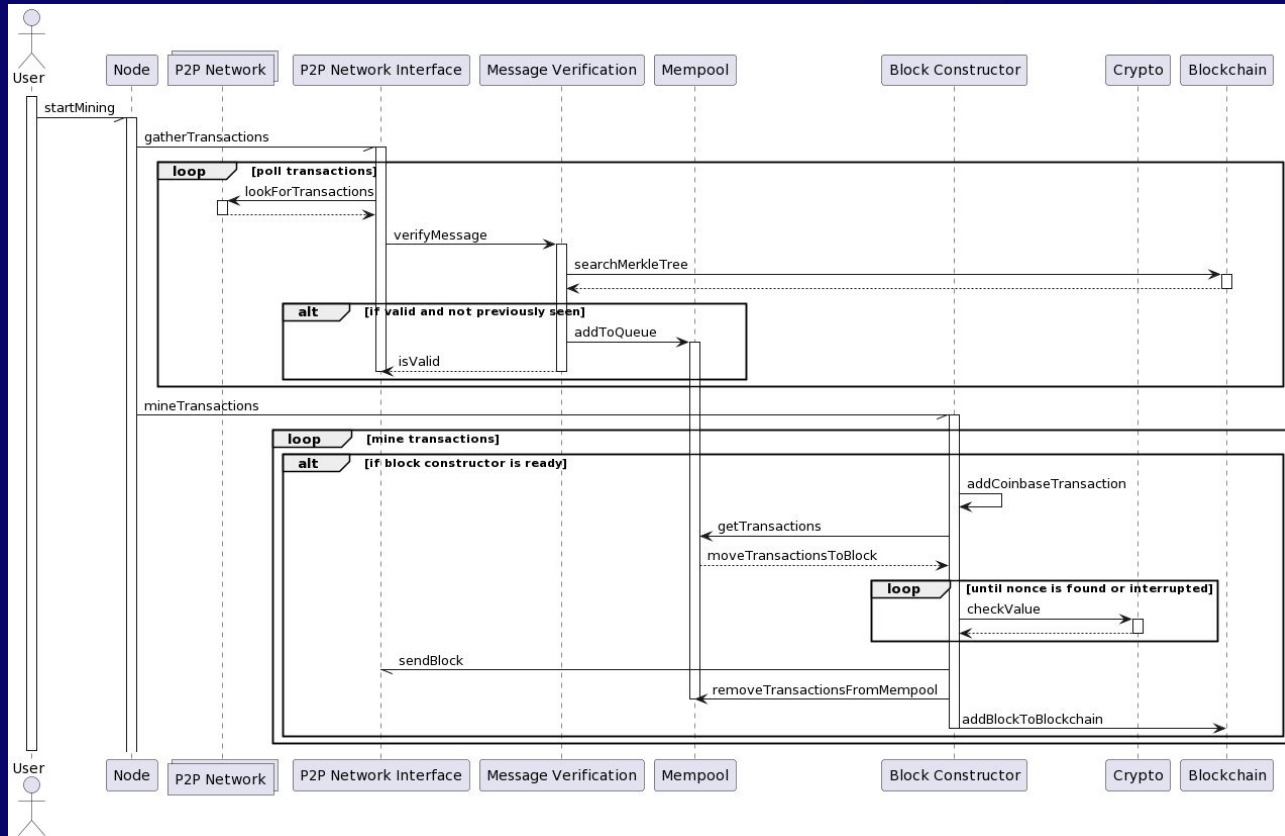 User
Node
P2P Network
P2P Network Interface
Message Verification
Mempool
Block Constructor
Crypto
Blockchain
startMining
gatherTransactions
loop [poll transactions]
lookForTransactions
verifyMessage
searchMerkleTree
alt [if valid and not previously seen]
addToQueue
isValid
mineTransactions
loop [mine transactions]
alt [if block constructor is ready]
addCoinbaseTransaction
getTransactions
moveTransactionsToBlock
loop [until nonce is found or interrupted]
checkValue
sendBlock
removeTransactionsFromMempool
addBlockToBlockchain
User
Node
P2P Network
P2P Network Interface
Message Verification
Mempool
Block Constructor
Crypto
Blockchain